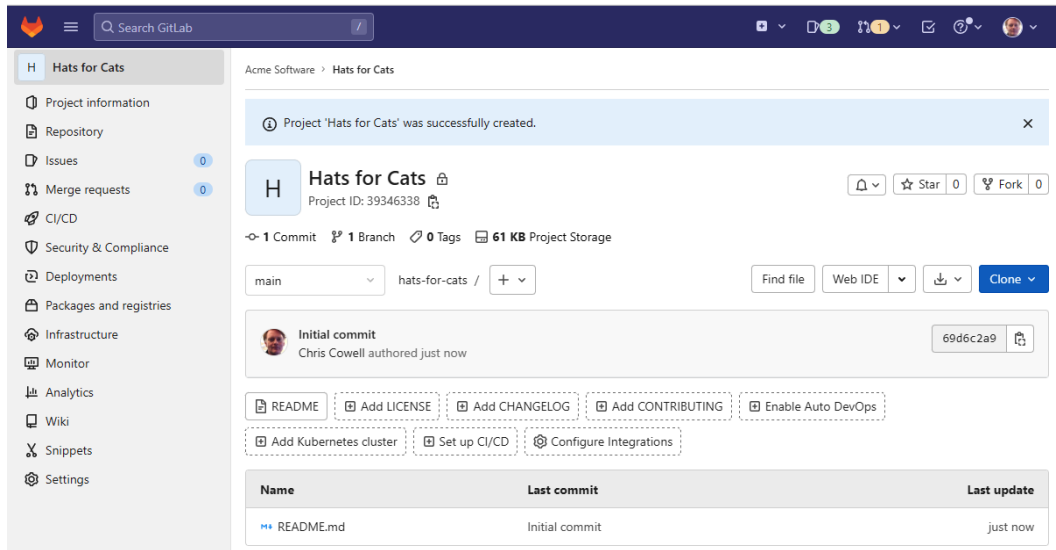 Search GitLab /
3
1
H Hats for Cats
Project information
Repository
Issues 0
Merge requests 0
CI/CD
Security & Compliance
Deployments
Packages and registries
Infrastructure
Monitor
Analytics
Wiki
Snippets
Settings
Acme Software > Hats for Cats
Project 'Hats for Cats' was successfully created.
H
Hats for Cats
Project ID: 39346338
Star 0 Fork 0
1 Commit 1 Branch 0 Tags 61 KB Project Storage
main hats-for-cats / + Find file Web IDE Clone
Initial commit
Chris Cowell authored just now
69d6c2a9
README Add LICENSE Add CHANGELOG Add CONTRIBUTING Enable Auto DevOps
Add Kubernetes cluster Set up CI/CD Configure Integrations
Name Last commit Last update
README.md Initial commit just now